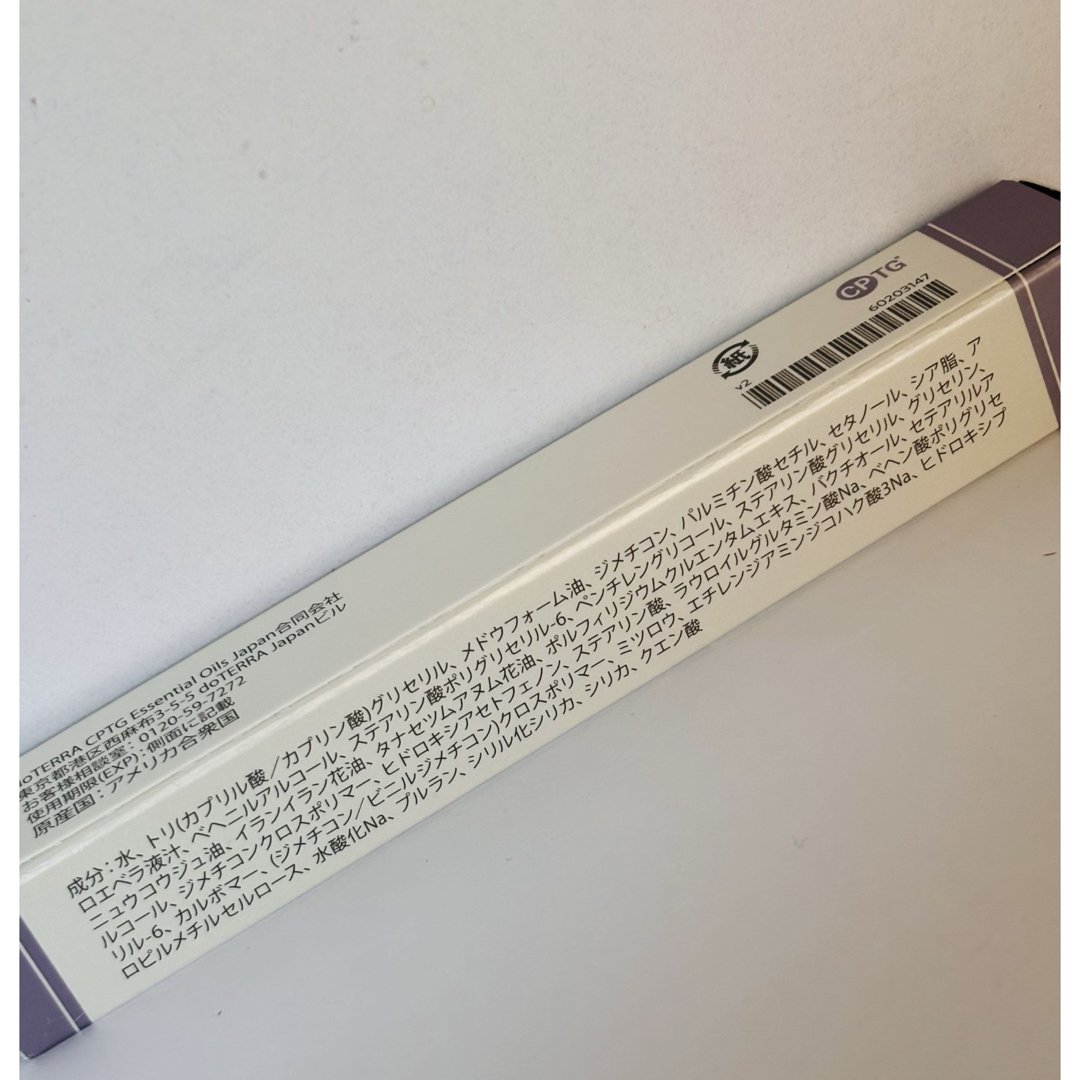 CPTG
60203147
紙
V2
doTERRA CPTG Essential Oils Japan合同会社
東京都港区西麻布3-5-5 doTERRA Japanビル
お客様相談室：0120-59-7272
使用期限(EXP)：側面に記載
原産国：アメリカ合衆国
成分：水、トリ(カプリル酸／カプリン酸)グリセリル、メドウフォーム油、ジメチコン、パルミチン酸セチル、セタノール、シア脂、ア
ロエベラ液汁、ベヘニルアルコール、ステアリン酸ポリグリセリル-6、ペンチレングリコール、ステアリン酸グリセリル、グリセリン、
ニュウコウジュ油、イランイラン花油、タナセツムアヌム花油、ポルフィリジウムクルエンタムエキス、バクチオール、セテアリルア
ルコール、ジメチコンクロスポリマー、ヒドロキシアセトフェノン、ステアリン酸、ラウロイルグルタミン酸Na、ベヘン酸ポリグリセ
リル-6、カルボマー、(ジメチコン／ビニルジメチコン)クロスポリマー、ミツロウ、エチレンジアミンジコハク酸3Na、ヒドロキシプ
ロピルメチルセルロース、水酸化Na、プルラン、シリル化シリカ、シリカ、クエン酸